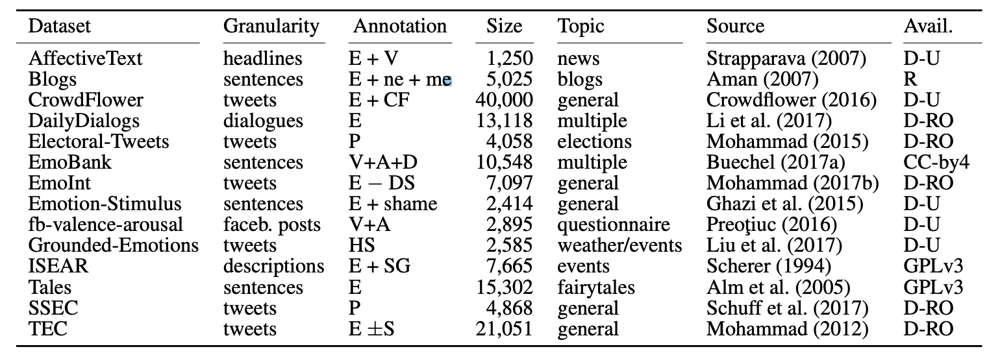 Dataset Granularity Annotation Size Topic Source Avail.
AffectiveText headlines E + V 1,250 news Strapparava (2007) D-U
Blogs sentences E + ne + me 5,025 blogs Aman (2007) R
CrowdFlower tweets E + CF 40,000 general Crowdflower (2016) D-U
DailyDialogs dialogues E 13,118 multiple Li et al. (2017) D-RO
Electoral-Tweets tweets P 4,058 elections Mohammad (2015) D-RO
EmoBank sentences V+A+D 10,548 multiple Buechel (2017a) CC-by4
EmoInt tweets E − DS 7,097 general Mohammad (2017b) D-RO
Emotion-Stimulus sentences E + shame 2,414 general Ghazi et al. (2015) D-U
fb-valence-arousal faceb. posts V+A 2,895 questionnaire Preoţiuc (2016) D-U
Grounded-Emotions tweets HS 2,585 weather/events Liu et al. (2017) D-U
ISEAR descriptions E + SG 7,665 events Scherer (1994) GPLv3
Tales sentences E 15,302 fairytales Alm et al. (2005) GPLv3
SSEC tweets P 4,868 general Schuff et al. (2017) D-RO
TEC tweets E ±S 21,051 general Mohammad (2012) D-RO